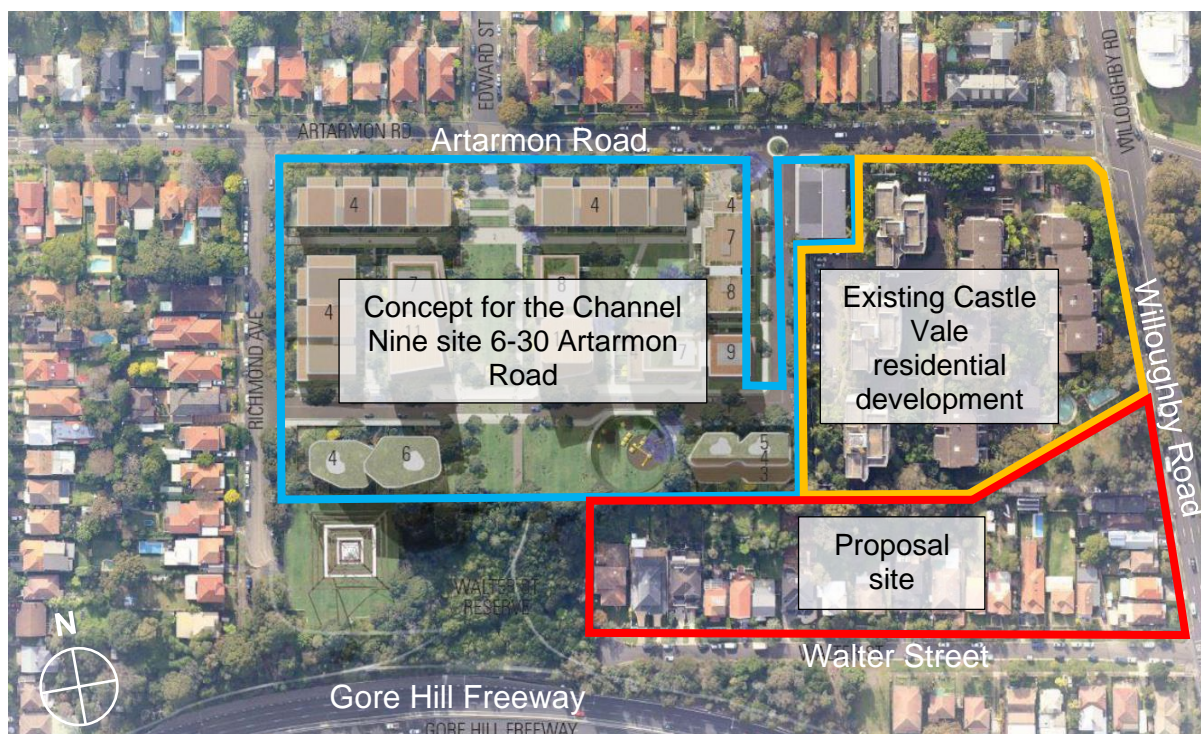 EDWARD ST
WILLOUGHBY RD
ARTARMON RD
Artarmon Road
4
4
4
7
7
8
8
4
11
7
9
Concept for the Channel
Nine site 6-30 Artarmon
Road
Existing Castle
Vale
residential
development
Willoughby Road
RICHMOND AVE
4
6
5
4
3
Proposal
site
WALTER ST
RESERVE
N
Walter Street
Gore Hill Freeway
GORE HILL FREEWAY